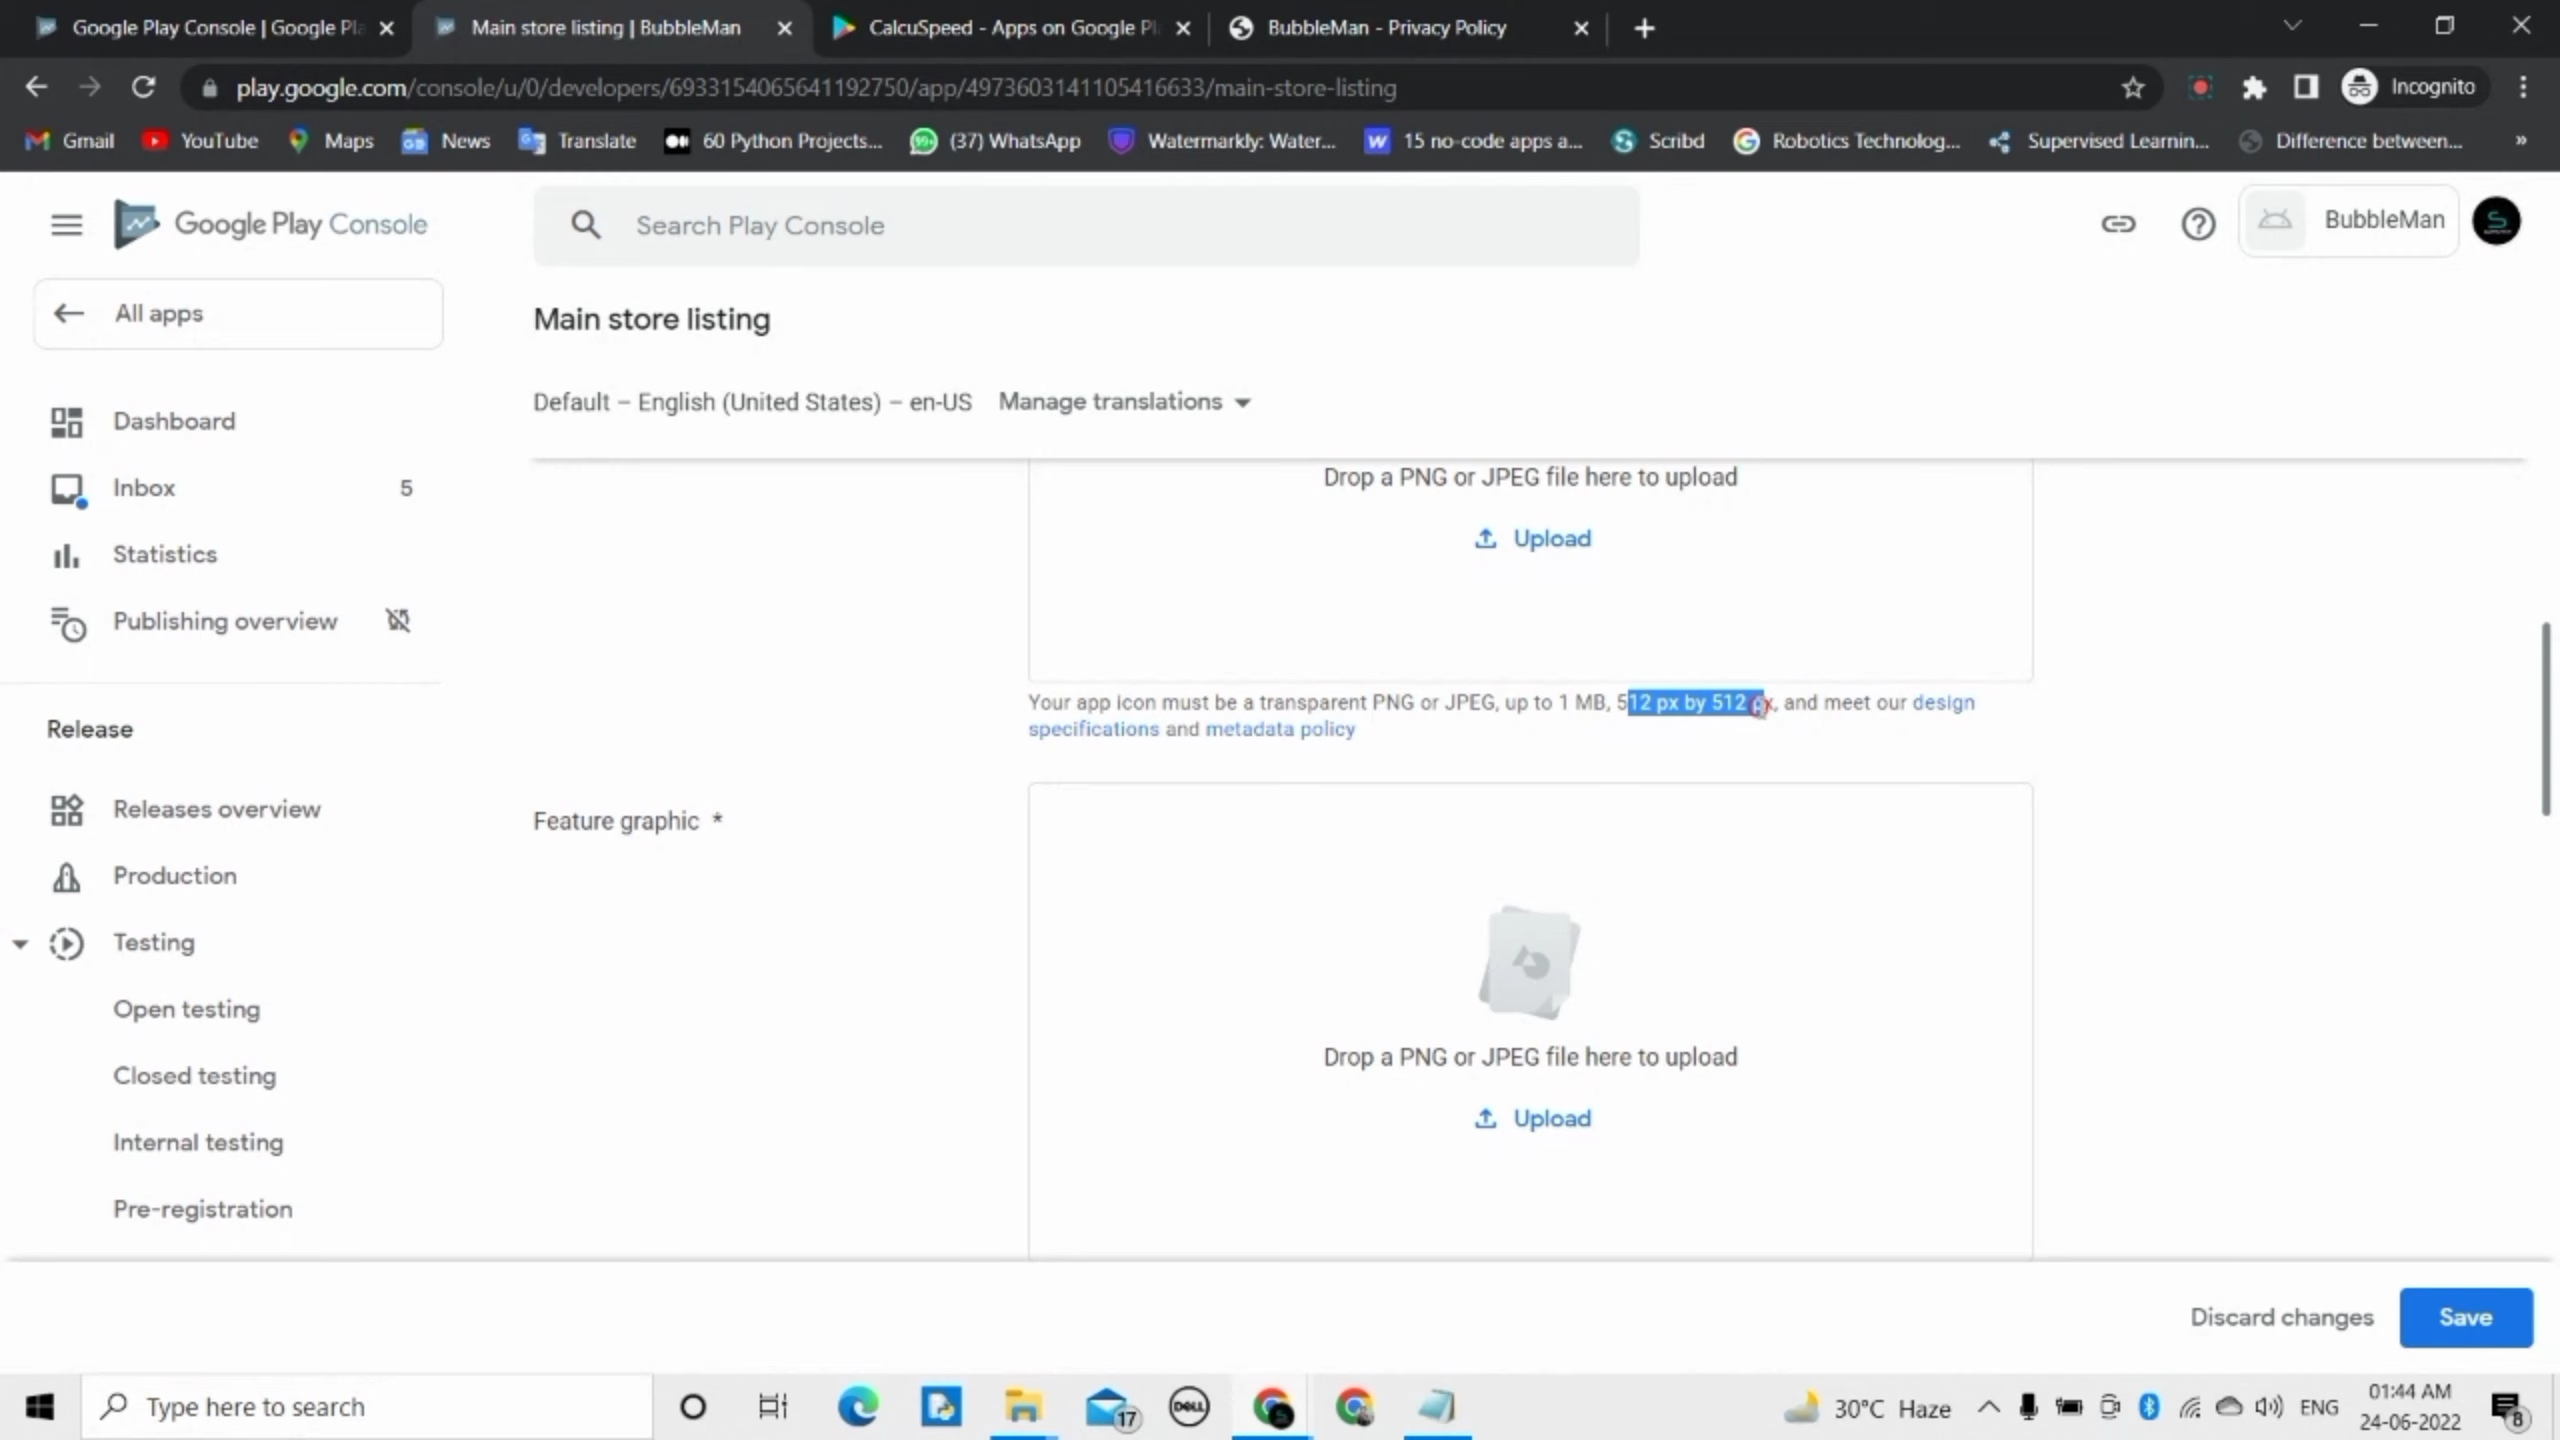 Google Play Console | Google Pla
Main store listing | BubbleMan
CalcuSpeed - Apps on Google Pl
BubbleMan - Privacy Policy
play.google.com/console/u/0/developers/6933154065641192750/app/4973603141105416633/main-store-listing
Incognito
Gmail
YouTube
Maps
News
Translate
60 Python Projects...
(37) WhatsApp
Watermarkly: Water...
15 no-code apps a...
Scribd
Robotics Technolog...
Supervised Learnin...
Difference between...
»
Google Play Console
Search Play Console
BubbleMan
All apps
Main store listing
Default – English (United States) – en-US Manage translations
Dashboard
Inbox 5
Statistics
Publishing overview
Release
Releases overview
Production
Testing
Open testing
Closed testing
Internal testing
Pre-registration
Drop a PNG or JPEG file here to upload
Upload
Your app icon must be a transparent PNG or JPEG, up to 1 MB, 512 px by 512 px, and meet our design
specifications and metadata policy
Feature graphic *
Drop a PNG or JPEG file here to upload
Upload
Discard changes
Save
Type here to search
17
DELL
30°C Haze
ENG
01:44 AM
24-06-2022
8